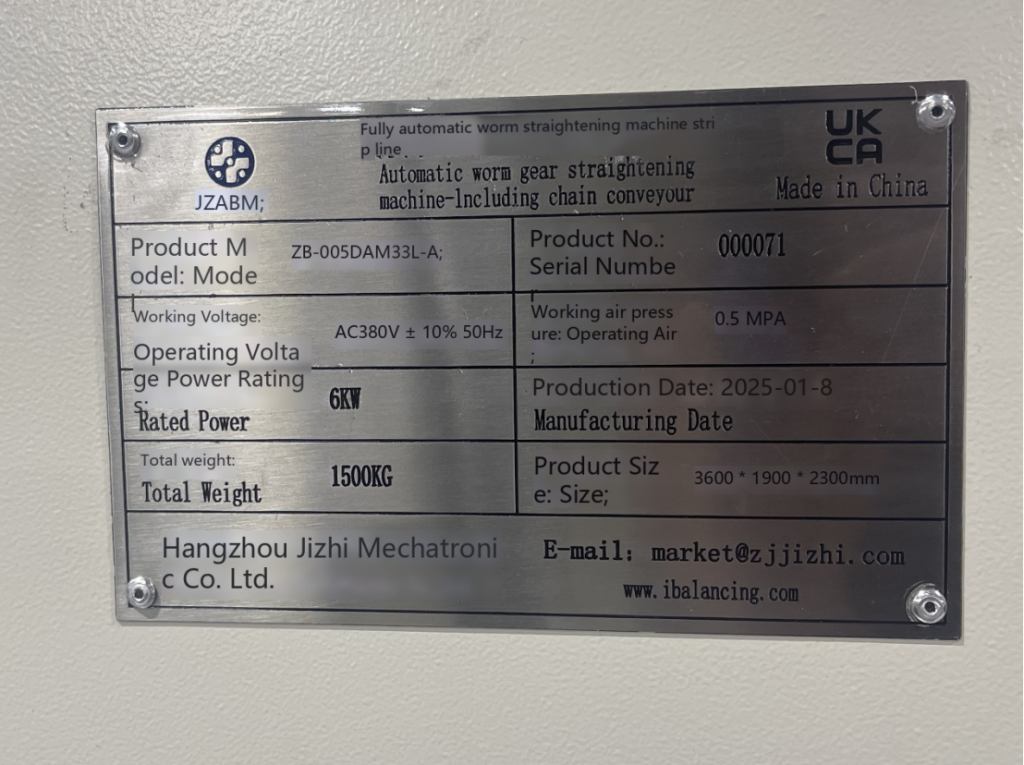 Fully automatic worm straightening machine stri
p line
Automatic worm gear straightening
machine-lncluding chain conveyour
UK
CA
Made in China
JZABM;
Product M
odel: Mode
l
ZB-005DAM33L-A;
Product No.:
Serial Numbe
r
000071
Working Voltage:
AC380V ± 10% 50Hz
Operating Volta
ge Power Rating
s:
Working air press
ure: Operating Air
;
0.5 MPA
Rated Power
6KW
Production Date: 2025-01-8
Manufacturing Date
Total weight:
Total Weight
1500KG
Product Siz
e: Size;
3600 * 1900 * 2300mm
Hangzhou Jizhi Mechatroni
c Co. Ltd.
E-mail: market@zjjizhi.com
www.ibalancing.com